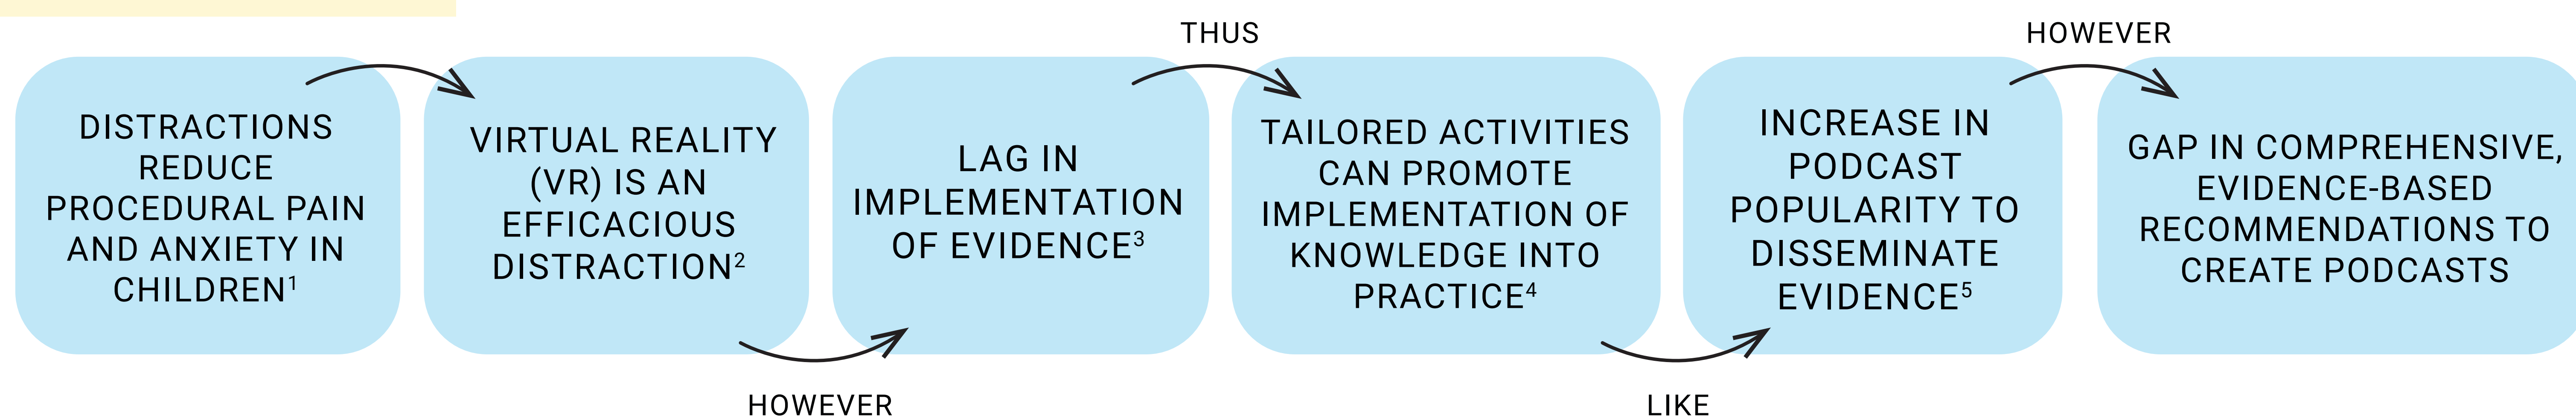 DISTRACTIONS
REDUCE
PROCEDURAL PAIN
AND ANXIETY IN
CHILDREN¹
VIRTUAL REALITY
(VR) IS AN
EFFICACIOUS
DISTRACTION²
HOWEVER
LAG IN
IMPLEMENTATION
OF EVIDENCE³
THUS
TAILORED ACTIVITIES
CAN PROMOTE
IMPLEMENTATION OF
KNOWLEDGE INTO
PRACTICE⁴
LIKE
INCREASE IN
PODCAST
POPULARITY TO
DISSEMINATE
EVIDENCE⁵
HOWEVER
GAP IN COMPREHENSIVE,
EVIDENCE-BASED
RECOMMENDATIONS TO
CREATE PODCASTS